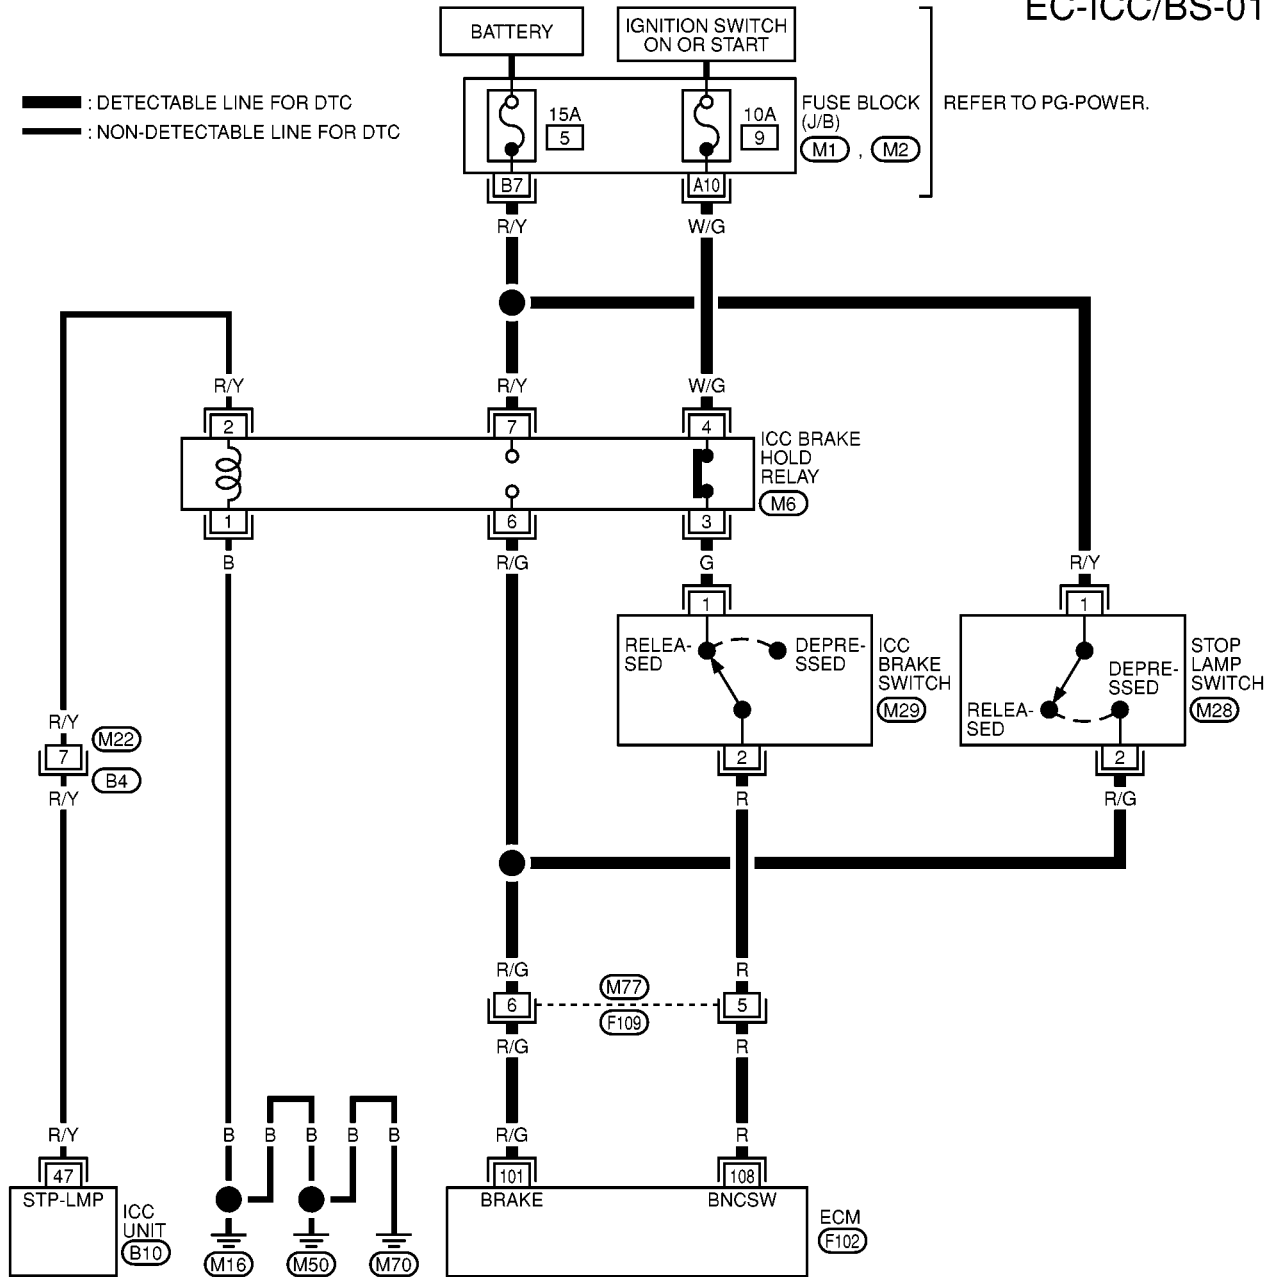 EC-ICC/BS-01
BATTERY
IGNITION SWITCH
ON OR START
: DETECTABLE LINE FOR DTC
: NON-DETECTABLE LINE FOR DTC
15A
5
10A
9
FUSE BLOCK
(J/B)
M1 , M2
REFER TO PG-POWER.
B7
A10
R/Y
W/G
R/Y
R/Y
W/G
2
7
4
ICC BRAKE
HOLD
RELAY
M6
1
6
3
B
R/G
G
R/Y
1
1
RELEA-
SED
DEPRE-
SSED
ICC
BRAKE
SWITCH
M29
DEPRE-
SSED
RELEA-
SED
STOP
LAMP
SWITCH
M28
R/Y
M22
7
B4
R/Y
2
2
R
R/G
R/G
R
6
M77
F109
5
R/G
R
R/Y
B
B
B
B
B
R/G
R
47
101
108
STP-LMP
BRAKE
BNCSW
ICC
UNIT
B10
M16
M50
M70
ECM
F102